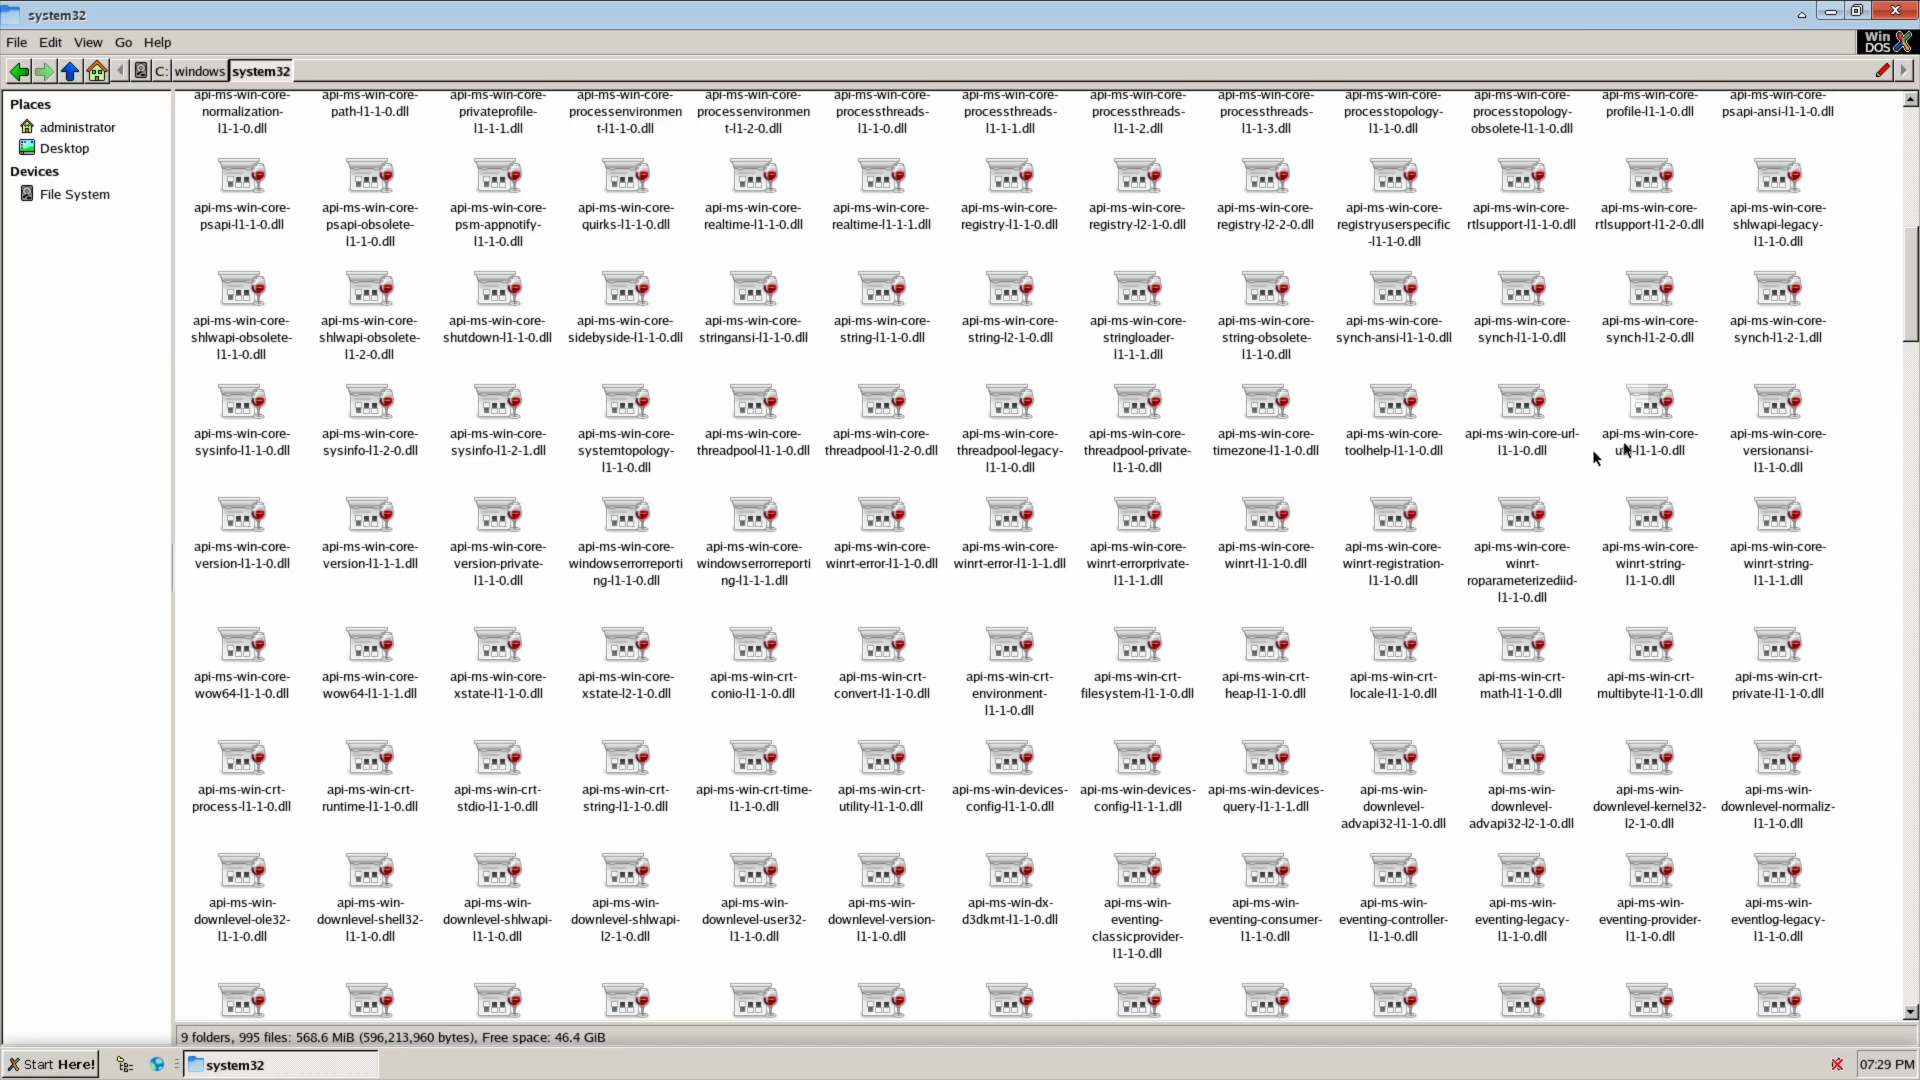 system32
File Edit View Go Help
Win
DOS
C: windows system32
Places
administrator
Desktop
Devices
File System
api-ms-win-core- api-ms-win-core- api-ms-win-core- api-ms-win-core- api-ms-win-core- api-ms-win-core- api-ms-win-core- api-ms-win-core- api-ms-win-core- api-ms-win-core- api-ms-win-core- api-ms-win-core- api-ms-win-core-
normalization- path-l1-1-0.dll privateprofile- processenvironmen processenvironmen processthreads- processthreads- processthreads- processthreads- processtopology- processtopology- profile-l1-1-0.dll psapi-ansi-l1-1-0.dll
l1-1-0.dll l1-1-1.dll t-l1-1-0.dll t-l1-2-0.dll l1-1-0.dll l1-1-1.dll l1-1-2.dll l1-1-3.dll l1-1-0.dll obsolete-l1-1-0.dll
api-ms-win-core- api-ms-win-core- api-ms-win-core- api-ms-win-core- api-ms-win-core- api-ms-win-core- api-ms-win-core- api-ms-win-core- api-ms-win-core- api-ms-win-core- api-ms-win-core- api-ms-win-core- api-ms-win-core-
psapi-l1-1-0.dll psapi-obsolete- psm-appnotify- quirks-l1-1-0.dll realtime-l1-1-0.dll realtime-l1-1-1.dll registry-l1-1-0.dll registry-l2-1-0.dll registry-l2-2-0.dll registryuserspecific rtlsupport-l1-1-0.dll rtlsupport-l1-2-0.dll shlwapi-legacy-
l1-1-0.dll l1-1-0.dll -l1-1-0.dll l1-1-0.dll
api-ms-win-core- api-ms-win-core- api-ms-win-core- api-ms-win-core- api-ms-win-core- api-ms-win-core- api-ms-win-core- api-ms-win-core- api-ms-win-core- api-ms-win-core- api-ms-win-core- api-ms-win-core- api-ms-win-core-
shlwapi-obsolete- shlwapi-obsolete- shutdown-l1-1-0.dll sidebyside-l1-1-0.dll stringansi-l1-1-0.dll string-l1-1-0.dll string-l2-1-0.dll stringloader- string-obsolete- synch-ansi-l1-1-0.dll synch-l1-1-0.dll synch-l1-2-0.dll synch-l1-2-1.dll
l1-1-0.dll l1-2-0.dll l1-1-1.dll l1-1-0.dll
api-ms-win-core- api-ms-win-core- api-ms-win-core- api-ms-win-core- api-ms-win-core- api-ms-win-core- api-ms-win-core- api-ms-win-core- api-ms-win-core- api-ms-win-core- api-ms-win-core-url- api-ms-win-core- api-ms-win-core-
sysinfo-l1-1-0.dll sysinfo-l1-2-0.dll sysinfo-l1-2-1.dll systemtopology- threadpool-l1-1-0.dll threadpool-l1-2-0.dll threadpool-legacy- threadpool-private- timezone-l1-1-0.dll toolhelp-l1-1-0.dll l1-1-0.dll util-l1-1-0.dll versionansi-
l1-1-0.dll l1-1-0.dll l1-1-0.dll l1-1-0.dll
api-ms-win-core- api-ms-win-core- api-ms-win-core- api-ms-win-core- api-ms-win-core- api-ms-win-core- api-ms-win-core- api-ms-win-core- api-ms-win-core- api-ms-win-core- api-ms-win-core- api-ms-win-core- api-ms-win-core-
version-l1-1-0.dll version-l1-1-1.dll version-private- windowserrorreporti windowserrorreporti winrt-error-l1-1-0.dll winrt-error-l1-1-1.dll winrt-errorprivate- winrt-l1-1-0.dll winrt-registration- winrt- winrt-string- winrt-string-
l1-1-0.dll ng-l1-1-0.dll ng-l1-1-1.dll l1-1-1.dll l1-1-0.dll roparameterizediid- l1-1-0.dll l1-1-1.dll
l1-1-0.dll
api-ms-win-core- api-ms-win-core- api-ms-win-core- api-ms-win-core- api-ms-win-crt- api-ms-win-crt- api-ms-win-crt- api-ms-win-crt- api-ms-win-crt- api-ms-win-crt- api-ms-win-crt- api-ms-win-crt- api-ms-win-crt-
wow64-l1-1-0.dll wow64-l1-1-1.dll xstate-l1-1-0.dll xstate-l2-1-0.dll conio-l1-1-0.dll convert-l1-1-0.dll environment- filesystem-l1-1-0.dll heap-l1-1-0.dll locale-l1-1-0.dll math-l1-1-0.dll multibyte-l1-1-0.dll private-l1-1-0.dll
l1-1-0.dll
api-ms-win-crt- api-ms-win-crt- api-ms-win-crt- api-ms-win-crt- api-ms-win-crt-time- api-ms-win-crt- api-ms-win-devices- api-ms-win-devices- api-ms-win-devices- api-ms-win- api-ms-win- api-ms-win- api-ms-win-
process-l1-1-0.dll runtime-l1-1-0.dll stdio-l1-1-0.dll string-l1-1-0.dll l1-1-0.dll utility-l1-1-0.dll config-l1-1-0.dll config-l1-1-1.dll query-l1-1-1.dll downlevel- downlevel- downlevel-kernel32- downlevel-normaliz-
advapi32-l1-1-0.dll advapi32-l2-1-0.dll l2-1-0.dll l1-1-0.dll
api-ms-win- api-ms-win- api-ms-win- api-ms-win- api-ms-win- api-ms-win- api-ms-win-dx- api-ms-win- api-ms-win- api-ms-win- api-ms-win- api-ms-win- api-ms-win-
downlevel-ole32- downlevel-shell32- downlevel-shlwapi- downlevel-shlwapi- downlevel-user32- downlevel-version- d3dkmt-l1-1-0.dll eventing- eventing-consumer- eventing-controller- eventing-legacy- eventing-provider- eventlog-legacy-
l1-1-0.dll l1-1-0.dll l1-1-0.dll l2-1-0.dll l1-1-0.dll l1-1-0.dll classicprovider- l1-1-0.dll l1-1-0.dll l1-1-0.dll l1-1-0.dll l1-1-0.dll
l1-1-0.dll
9 folders, 995 files: 568.6 MiB (596,213,960 bytes), Free space: 46.4 GiB
Start Here! system32 07:29 PM